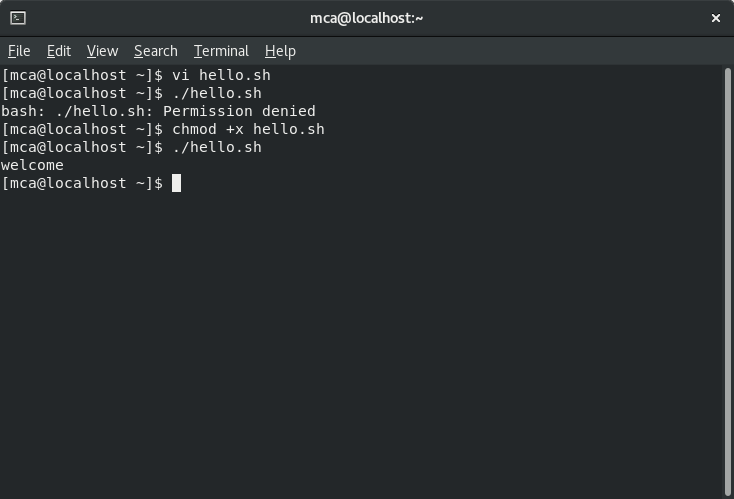 mca@localhost:~
File Edit View Search Terminal Help
[mca@localhost ~]$ vi hello.sh
[mca@localhost ~]$ ./hello.sh
bash: ./hello.sh: Permission denied
[mca@localhost ~]$ chmod +x hello.sh
[mca@localhost ~]$ ./hello.sh
welcome
[mca@localhost ~]$